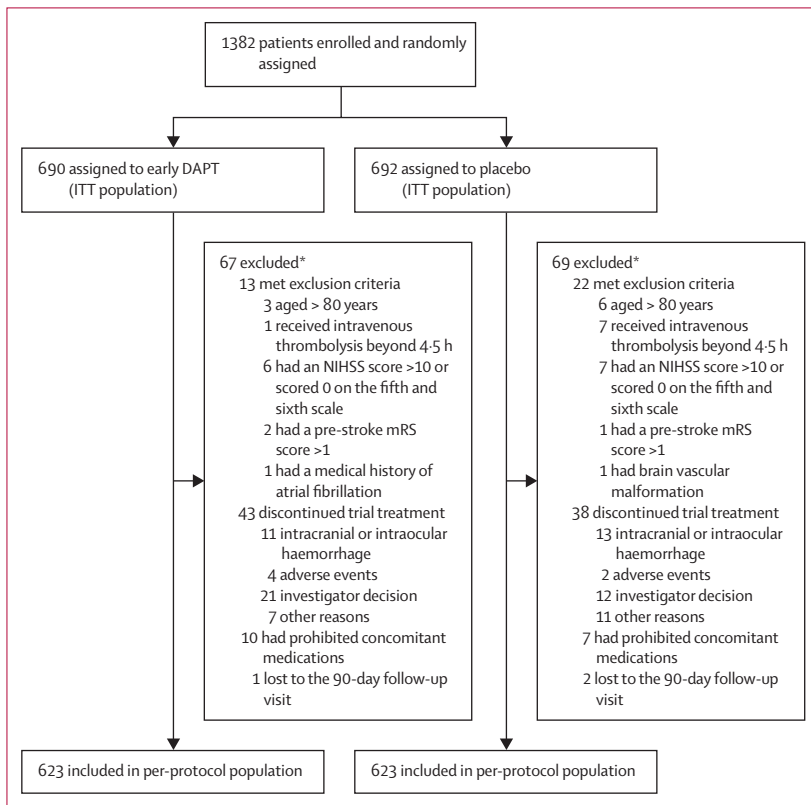 1382 patients enrolled and randomly
assigned
690 assigned to early DAPT
(ITT population)
692 assigned to placebo
(ITT population)
67 excluded*
13 met exclusion criteria
3 aged > 80 years
1 received intravenous
thrombolysis beyond 4·5 h
6 had an NIHSS score >10 or
scored 0 on the fifth and
sixth scale
2 had a pre-stroke mRS
score >1
1 had a medical history of
atrial fibrillation
43 discontinued trial treatment
11 intracranial or intraocular
haemorrhage
4 adverse events
21 investigator decision
7 other reasons
10 had prohibited concomitant
medications
1 lost to the 90-day follow-up
visit
69 excluded*
22 met exclusion criteria
6 aged > 80 years
7 received intravenous
thrombolysis beyond 4·5 h
7 had an NIHSS score >10 or
scored 0 on the fifth and
sixth scale
1 had a pre-stroke mRS
score >1
1 had brain vascular
malformation
38 discontinued trial treatment
13 intracranial or intraocular
haemorrhage
2 adverse events
12 investigator decision
11 other reasons
7 had prohibited concomitant
medications
2 lost to the 90-day follow-up
visit
623 included in per-protocol population
623 included in per-protocol population